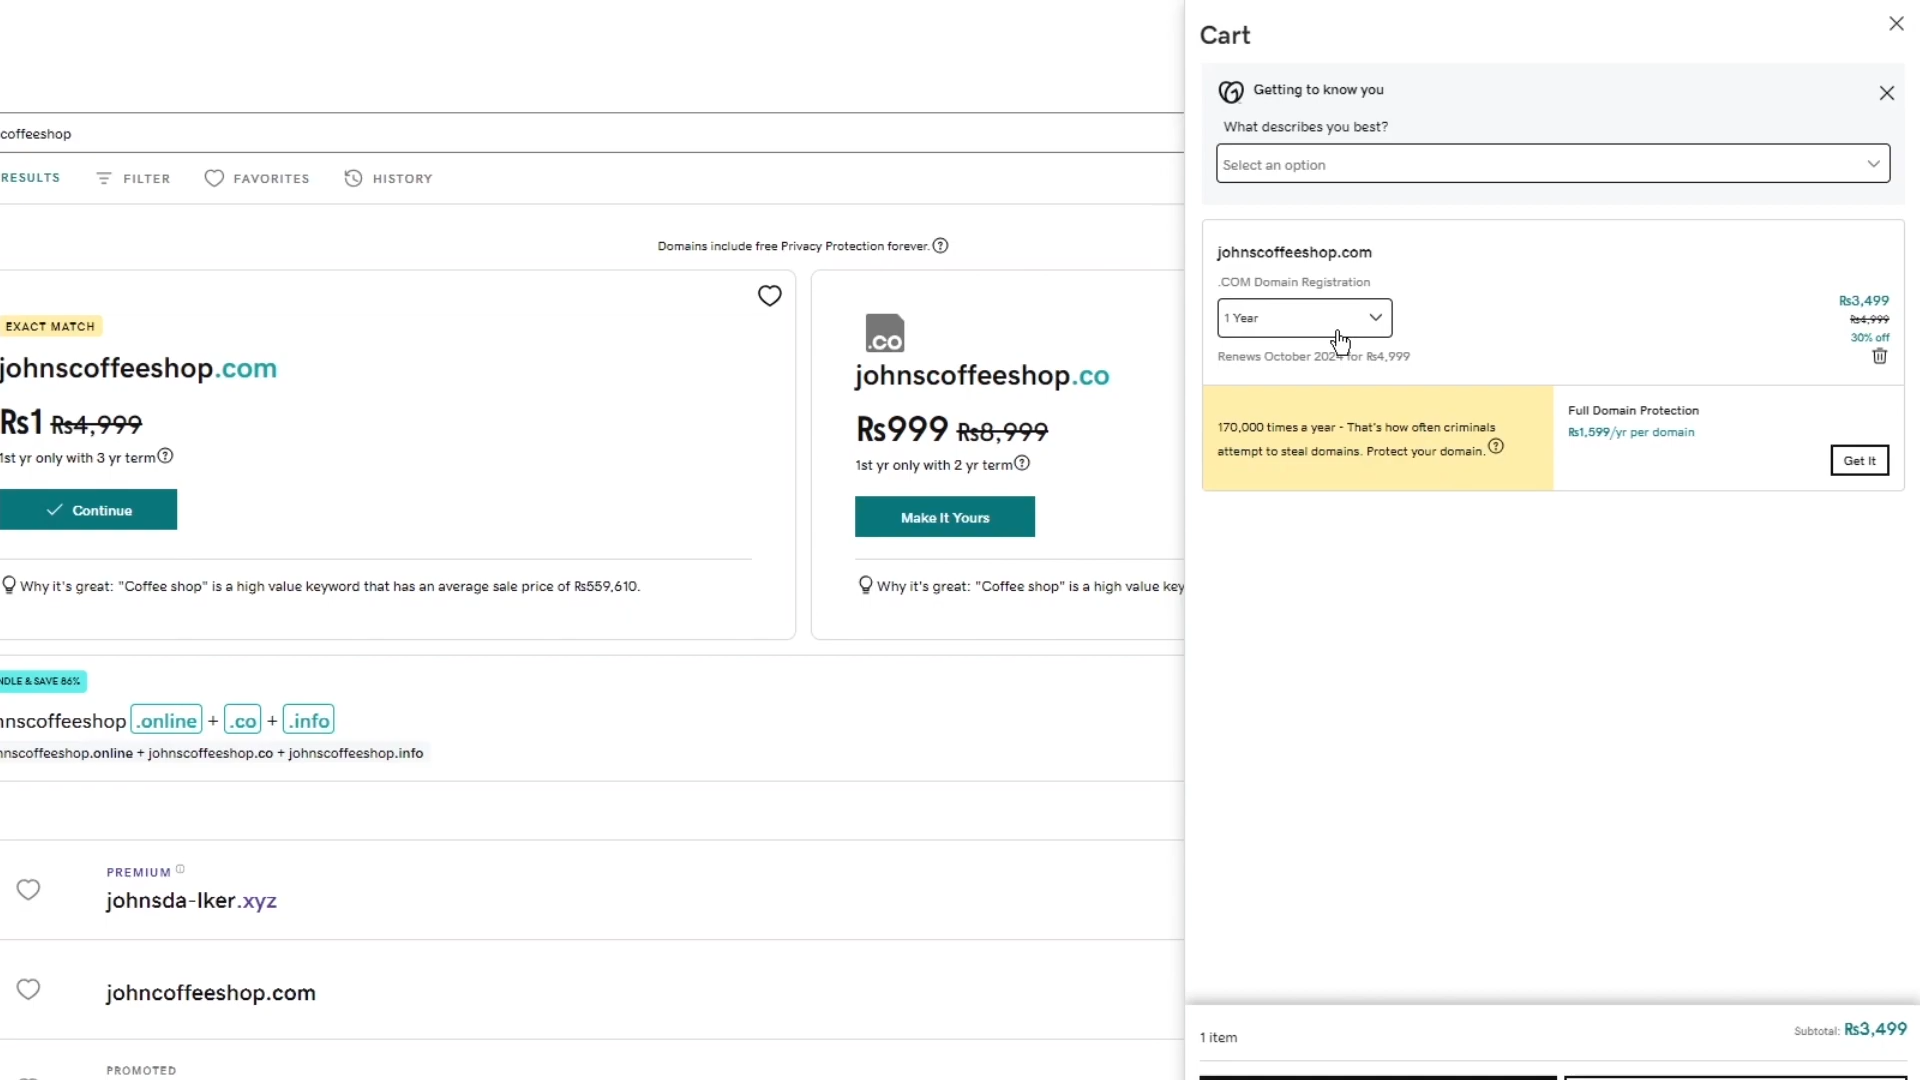 coffeeshop
RESULTS FILTER FAVORITES HISTORY
Domains include free Privacy Protection forever.
EXACT MATCH
johnscoffeeshop.com
Rs1 Rs4,999
1st yr only with 3 yr term
Continue
Why it's great: "Coffee shop" is a high value keyword that has an average sale price of Rs559,610.
.co
johnscoffeeshop.co
Rs999 Rs8,999
1st yr only with 2 yr term
Make It Yours
Why it's great: "Coffee shop" is a high value key
NDLE & SAVE 86%
hnscoffeeshop .online + .co + .info
hnscoffeeshop.online + johnscoffeeshop.co + johnscoffeeshop.info
PREMIUM
johnsda-lker.xyz
johncoffeeshop.com
PROMOTED
Cart
Getting to know you
What describes you best?
Select an option
johnscoffeeshop.com
.COM Domain Registration
1 Year
Rs3,499
Rs4,999
30% off
Renews October 2024 for Rs4,999
170,000 times a year - That's how often criminals
attempt to steal domains. Protect your domain.
Full Domain Protection
Rs1,599/yr per domain
Get It
1 item
Subtotal: Rs3,499